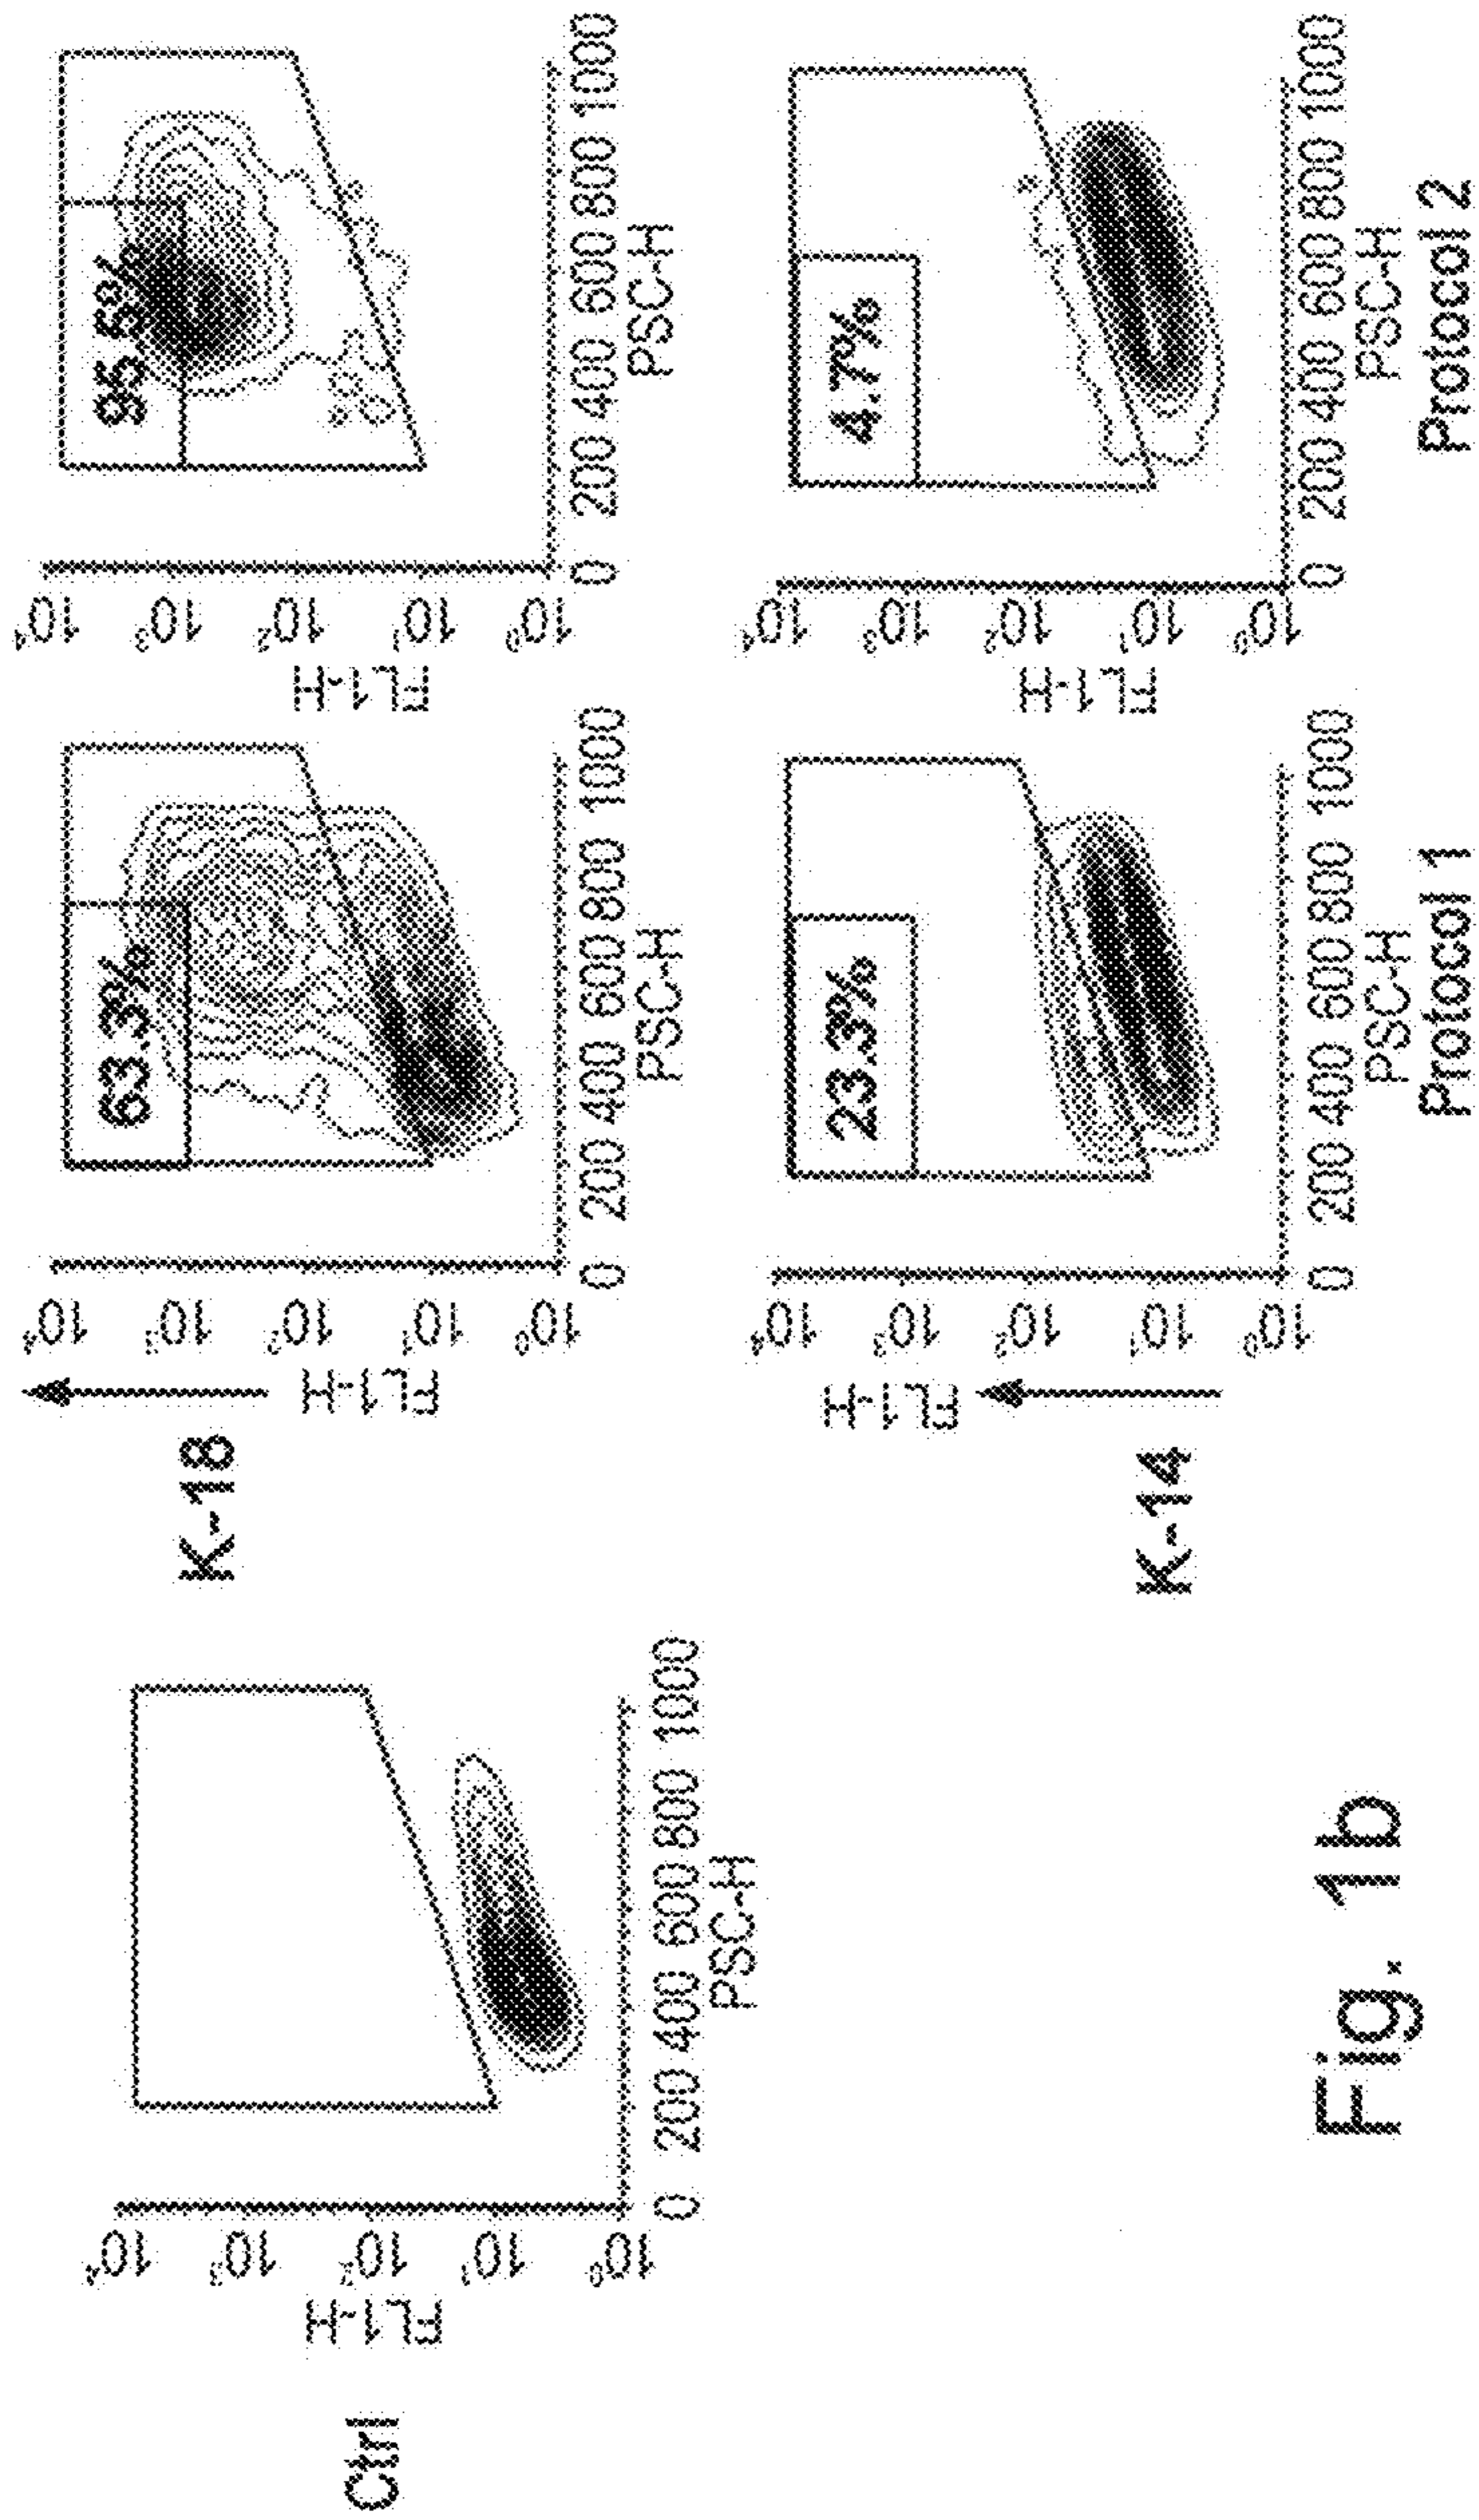 Ctrl
FL1-H
10⁴
10³
10²
10¹
10⁰
0 200 400 600 800 1000
PSC-H
K-18
FL1-H
10⁴
10³
10²
10¹
10⁰
63.3%
0 200 400 600 800 1000
PSC-H
FL1-H
10⁴
10³
10²
10¹
10⁰
95.5%
0 200 400 600 800 1000
PSC-H
K-14
FL1-H
10⁴
10³
10²
10¹
10⁰
23.3%
0 200 400 600 800 1000
PSC-H
Protocol 1
FL1-H
10⁴
10³
10²
10¹
10⁰
4.7%
0 200 400 600 800 1000
PSC-H
Protocol 2
Fig. 1b